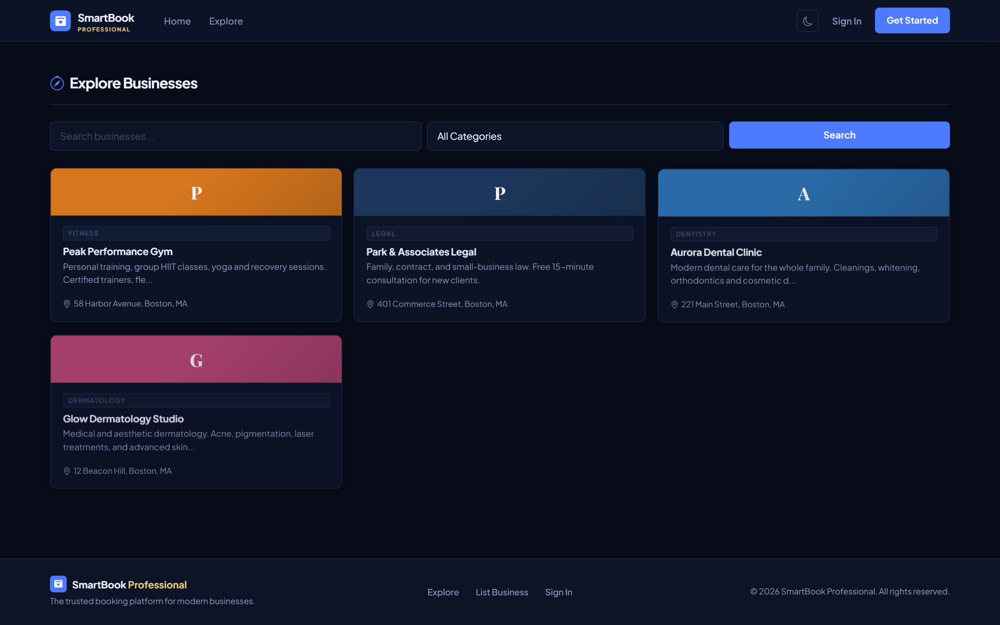 SmartBook
PROFESSIONAL
Home
Explore
Sign In
Get Started
Explore Businesses
Search businesses...
All Categories
Search
P
FITNESS
Peak Performance Gym
Personal training, group HIIT classes, yoga and recovery sessions.
Certified trainers, fle...
58 Harbor Avenue, Boston, MA
P
LEGAL
Park & Associates Legal
Family, contract, and small-business law. Free 15-minute
consultation for new clients.
401 Commerce Street, Boston, MA
A
DENTISTRY
Aurora Dental Clinic
Modern dental care for the whole family. Cleanings, whitening,
orthodontics and cosmetic d...
221 Main Street, Boston, MA
G
DERMATOLOGY
Glow Dermatology Studio
Medical and aesthetic dermatology. Acne, pigmentation, laser
treatments, and advanced skin...
12 Beacon Hill, Boston, MA
SmartBook Professional
The trusted booking platform for modern businesses.
Explore
List Business
Sign In
© 2026 SmartBook Professional. All rights reserved.